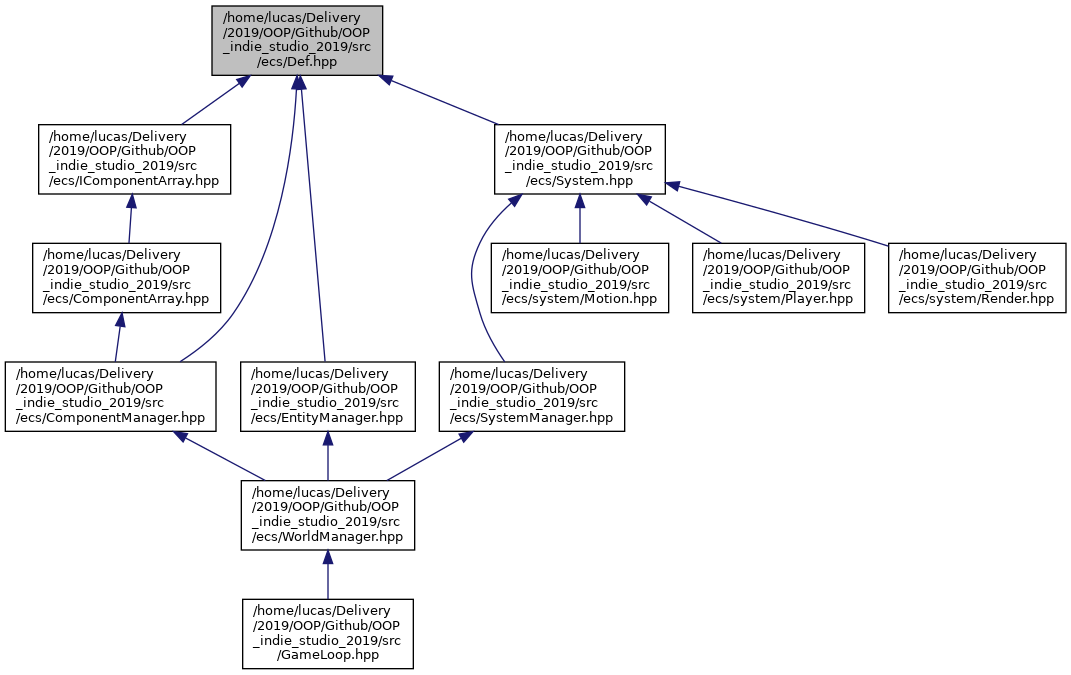 /home/lucas/Delivery
/2019/OOP/Github/OOP
_indie_studio_2019/src
/ecs/Def.hpp
/home/lucas/Delivery
/2019/OOP/Github/OOP
_indie_studio_2019/src
/ecs/IComponentArray.hpp
/home/lucas/Delivery
/2019/OOP/Github/OOP
_indie_studio_2019/src
/ecs/System.hpp
/home/lucas/Delivery
/2019/OOP/Github/OOP
_indie_studio_2019/src
/ecs/ComponentArray.hpp
/home/lucas/Delivery
/2019/OOP/Github/OOP
_indie_studio_2019/src
/ecs/system/Motion.hpp
/home/lucas/Delivery
/2019/OOP/Github/OOP
_indie_studio_2019/src
/ecs/system/Player.hpp
/home/lucas/Delivery
/2019/OOP/Github/OOP
_indie_studio_2019/src
/ecs/system/Render.hpp
/home/lucas/Delivery
/2019/OOP/Github/OOP
_indie_studio_2019/src
/ecs/ComponentManager.hpp
/home/lucas/Delivery
/2019/OOP/Github/OOP
_indie_studio_2019/src
/ecs/EntityManager.hpp
/home/lucas/Delivery
/2019/OOP/Github/OOP
_indie_studio_2019/src
/ecs/SystemManager.hpp
/home/lucas/Delivery
/2019/OOP/Github/OOP
_indie_studio_2019/src
/ecs/WorldManager.hpp
/home/lucas/Delivery
/2019/OOP/Github/OOP
_indie_studio_2019/src
/GameLoop.hpp